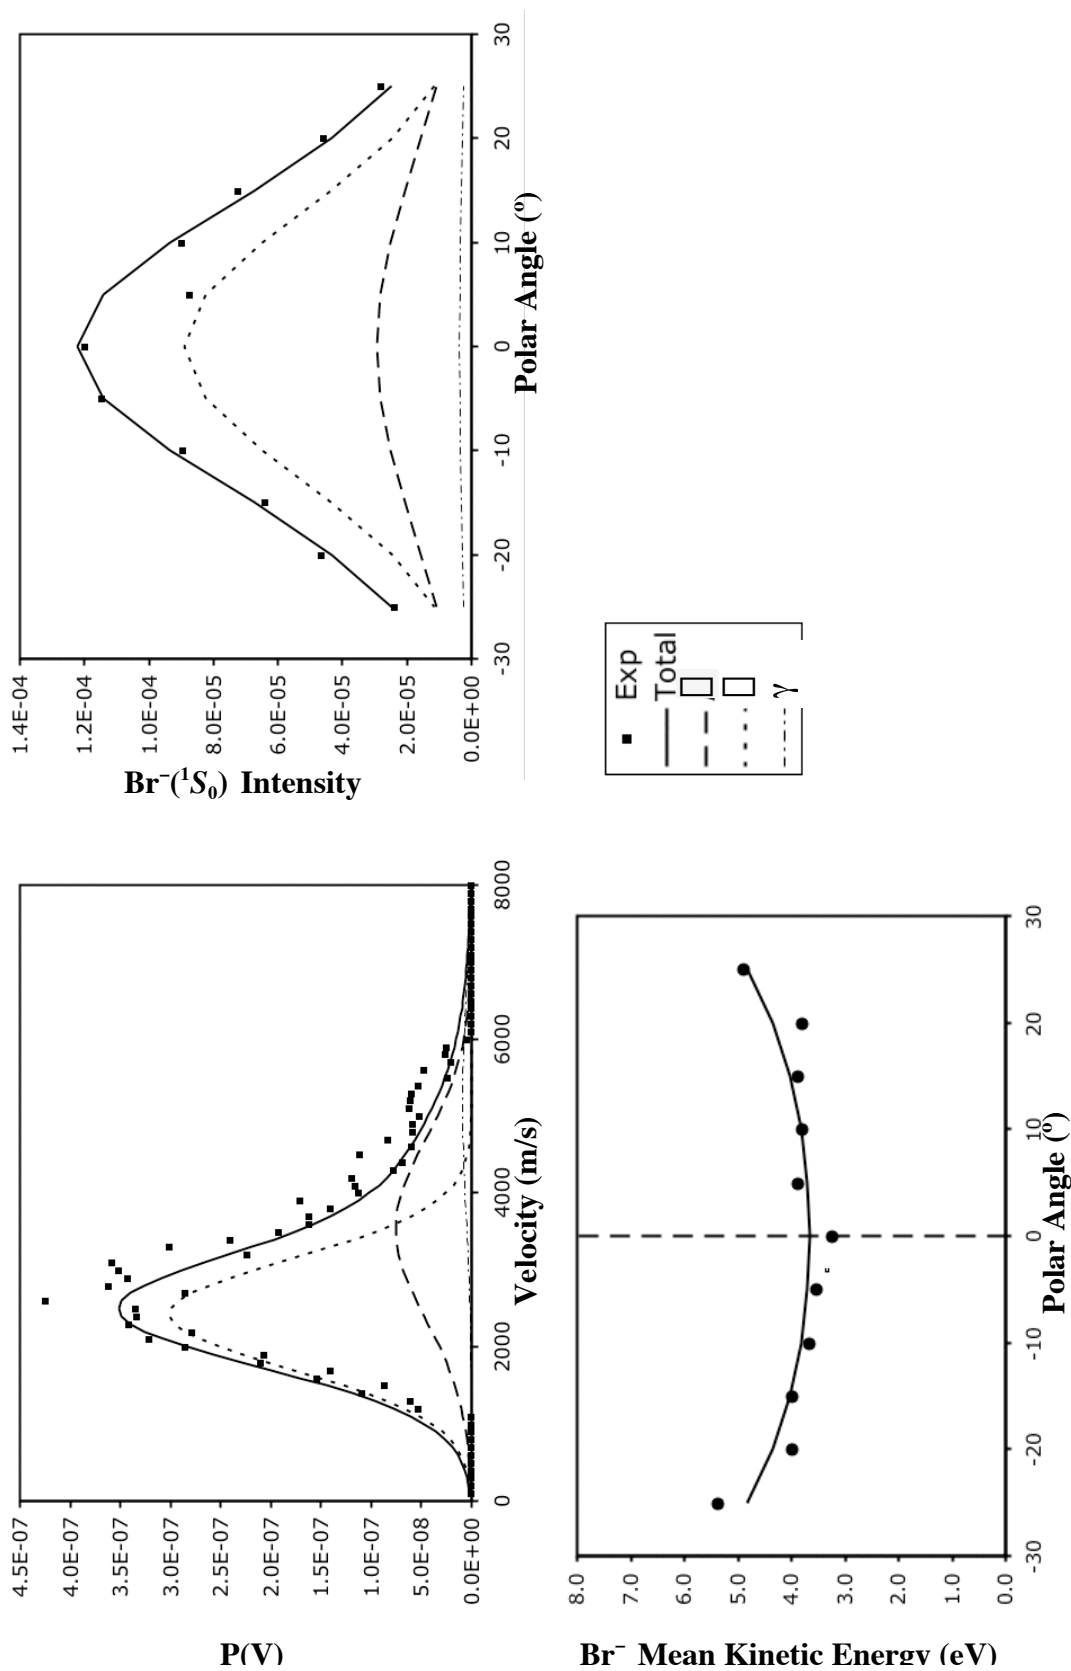 P(V)
4.5E-07
4.0E-07
3.5E-07
3.0E-07
2.5E-07
2.0E-07
1.5E-07
1.0E-07
5.0E-08
0.0E+00
0
2000
4000
6000
8000
Velocity (m/s)
Br⁻(¹S₀) Intensity
1.4E-04
1.2E-04
1.0E-04
8.0E-05
6.0E-05
4.0E-05
2.0E-05
0.0E+00
-30
-20
-10
0
10
20
30
Polar Angle (°)
Br⁻ Mean Kinetic Energy (eV)
8.0
7.0
6.0
5.0
4.0
3.0
2.0
1.0
0.0
-30
-20
-10
0
10
20
30
Polar Angle (°)
Exp
Total
γ